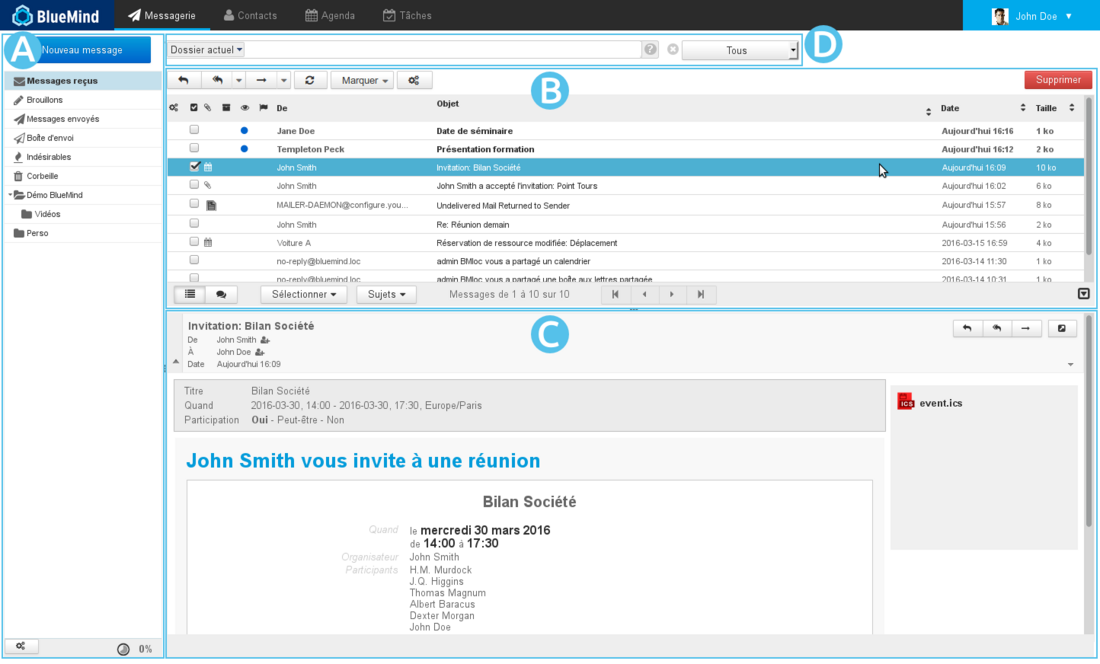 BlueMind Messagerie Contacts Agenda Tâches John Doe
A Nouveau message
Dossier actuel Tous D
Messages reçus
Brouillons
Messages envoyés
Boîte d'envoi
Indésirables
Corbeille
Démo BlueMind
Vidéos
Perso
0%
Marquer B Supprimer
De Objet Date Taille
Jane Doe Date de séminaire Aujourd'hui 16:16 1 ko
Templeton Peck Présentation formation Aujourd'hui 16:12 2 ko
John Smith Invitation: Bilan Société Aujourd'hui 16:09 10 ko
John Smith John Smith a accepté l'invitation: Point Tours Aujourd'hui 16:02 6 ko
MAILER-DAEMON@configure.you... Undelivered Mail Returned to Sender Aujourd'hui 15:57 8 ko
John Smith Re: Réunion demain Aujourd'hui 15:56 2 ko
Voiture A Réservation de ressource modifiée: Déplacement 2016-03-15 16:59 4 ko
no-reply@bluemind.loc admin BMloc vous a partagé un calendrier 2016-03-14 11:30 1 ko
no-reply@bluemind.loc admin BMloc vous a partagé une boîte aux lettres partagée 2016-03-14 10:31 1 ko
Sélectionner Sujets Messages de 1 à 10 sur 10
Invitation: Bilan Société C
De John Smith
À John Doe
Date Aujourd'hui 16:09
Titre Bilan Société
Quand 2016-03-30, 14:00 - 2016-03-30, 17:30, Europe/Paris
Participation Oui - Peut-être - Non
ICS event.ics
John Smith vous invite à une réunion
Bilan Société
Quand le mercredi 30 mars 2016
de 14:00 à 17:30
Organisateur John Smith
Participants H.M. Murdock
J.Q. Higgins
Thomas Magnum
Albert Baracus
Dexter Morgan
John Doe